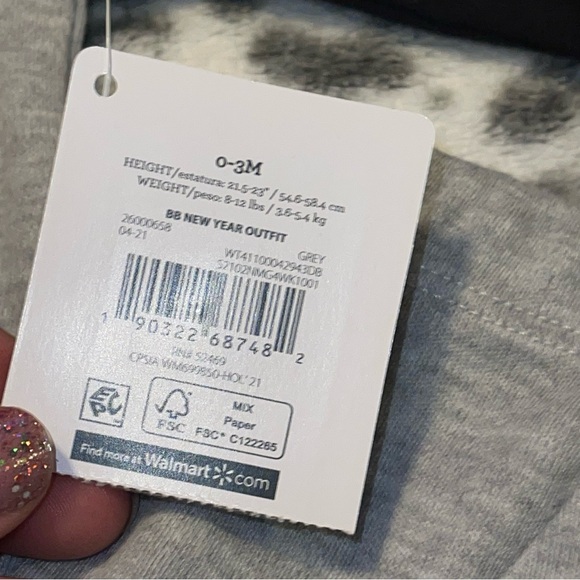 0-3M
HEIGHT/estatura: 21.5-23" / 54.6-58.4 cm
WEIGHT/peso: 8-12 lbs / 3.6-5.4 kg
BB NEW YEAR OUTFIT
26000658 GREY
04-21 WT41100042943DB
52102NMG4WK1001
1 90322 68748 2
RN# 52469
CPSIA WM699850-HOL'21
EPC
FSC
MIX
Paper
FSC® C122265
Find more at Walmart.com